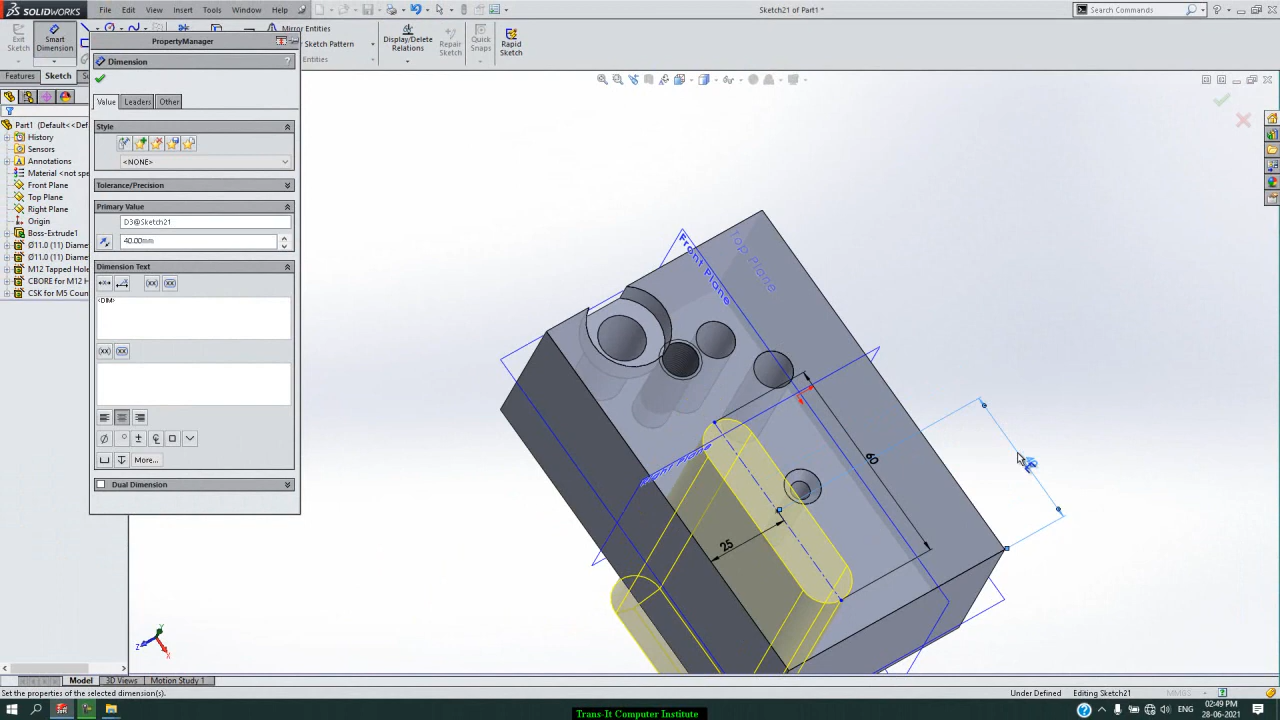 SOLIDWORKS File Edit View Insert Tools Window Help Sketch21 of Part1 * Search Commands
Exit Sketch Smart Dimension Mirror Entities Display/Delete Relations Repair Sketch Quick Snaps Rapid Sketch
Sketch Pattern
Entities
PropertyManager
Dimension
Features Sketch
Value Leaders Other
Part1 (Default<<Def
History
Sensors
Annotations
Material <not spe
Front Plane
Top Plane
Right Plane
Origin
Boss-Extrude1
Ø11.0 (11) Diame
Ø11.0 (11) Diame
M12 Tapped Hole
CBORE for M12 H
CSK for M5 Coun
Style
<NONE>
Tolerance/Precision
Primary Value
D3@Sketch21
40.00mm
Dimension Text
<DIM>
More...
Dual Dimension
Front Plane
Top Plane
60
25
Y
Z
X
Model 3D Views Motion Study 1
Set the properties of the selected dimension(s). Under Defined Editing Sketch21 MMGS
ENG 02:49 PM
28-06-2021
Trans-It Computer Institute